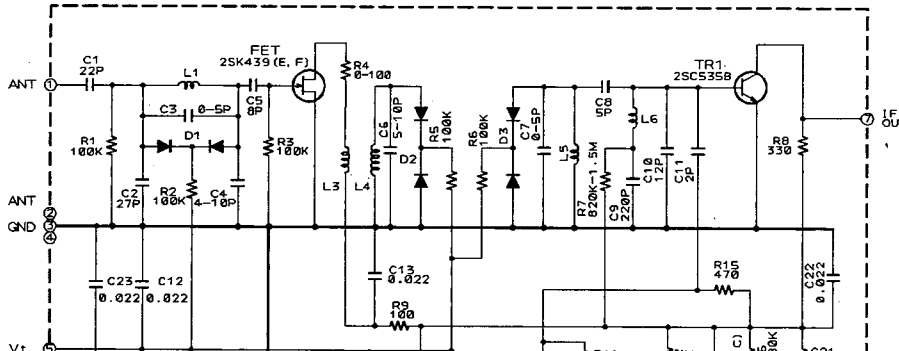 FET
2SK439(E, F)
TR1
2SC5358
C1
22P
ANT
1
L1
C5
8P
R4
0-100
C3
0-5P
D1
R1
100K
R3
100K
C2
27P
R2
100K
C4
4-10P
L3
L4
C6
5-10P
D2
R5
100K
R6
100K
D3
C7
0-5P
L5
C8
5P
L6
R7
820K-1.5M
C9
220P
C10
12P
C11
2P
R8
330
7
IF
OU
ANT
2
GND
3
4
C23
0.022
C12
0.022
C13
0.022
R9
100
R15
470
C22
0.022
Vt
5